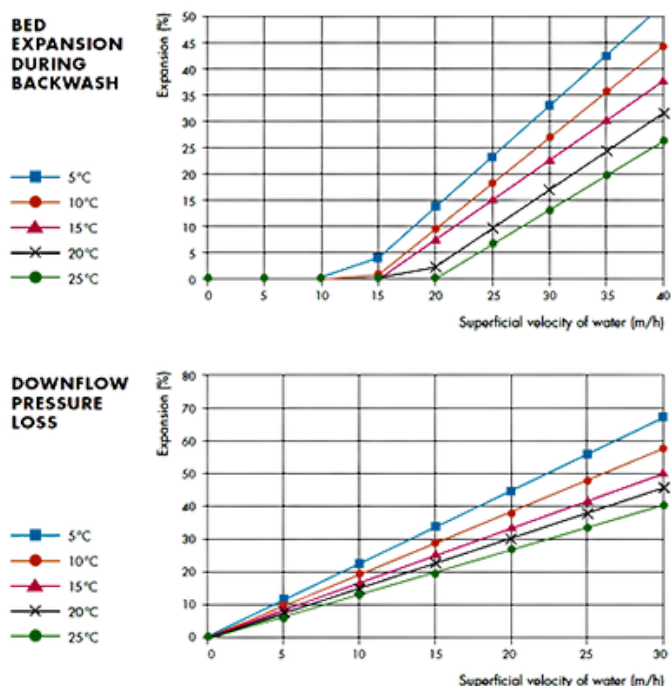 BED
EXPANSION
DURING
BACKWASH
5°C
10°C
15°C
20°C
25°C
Expansion (%)
50
45
40
35
30
25
20
15
10
5
0
0 5 10 15 20 25 30 35 40
Superficial velocity of water (m/h)
DOWNFLOW
PRESSURE
LOSS
5°C
10°C
15°C
20°C
25°C
Expansion (%)
80
70
60
50
40
30
20
10
0
0 5 10 15 20 25 30
Superficial velocity of water (m/h)